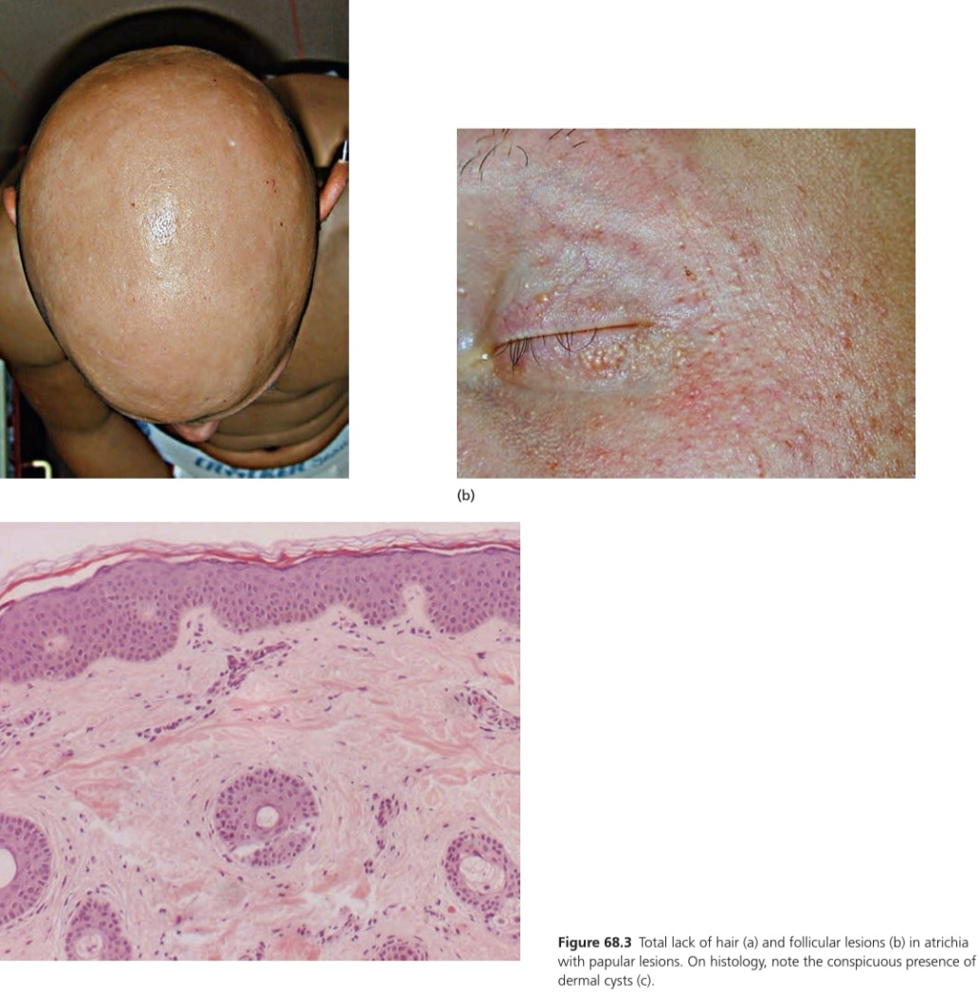 (b)
Figure 68.3 Total lack of hair (a) and follicular lesions (b) in atrichia
with papular lesions. On histology, note the conspicuous presence of
dermal cysts (c).